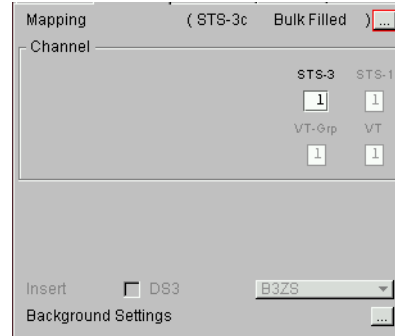 Mapping ( STS-3c Bulk Filled ) ...
Channel
STS-3 STS-1
1 1
VT-Grp VT
1 1
Insert DS3 B3ZS
Background Settings ...